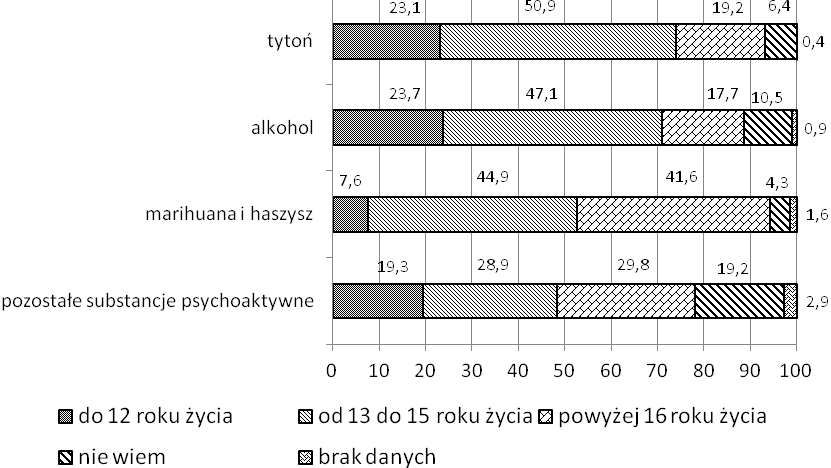 23,1 50,9 19,2 6,4
tytoń 0,4
23,7 47,1 17,7 10,5
alkohol 0,9
7,6 44,9 41,6 4,3
marihuana i haszysz 1,6
19,3 28,9 29,8 19,2
pozostałe substancje psychoaktywne 2,9
0 10 20 30 40 50 60 70 80 90 100
do 12 roku życia od 13 do 15 roku życia powyżej 16 roku życia
nie wiem brak danych